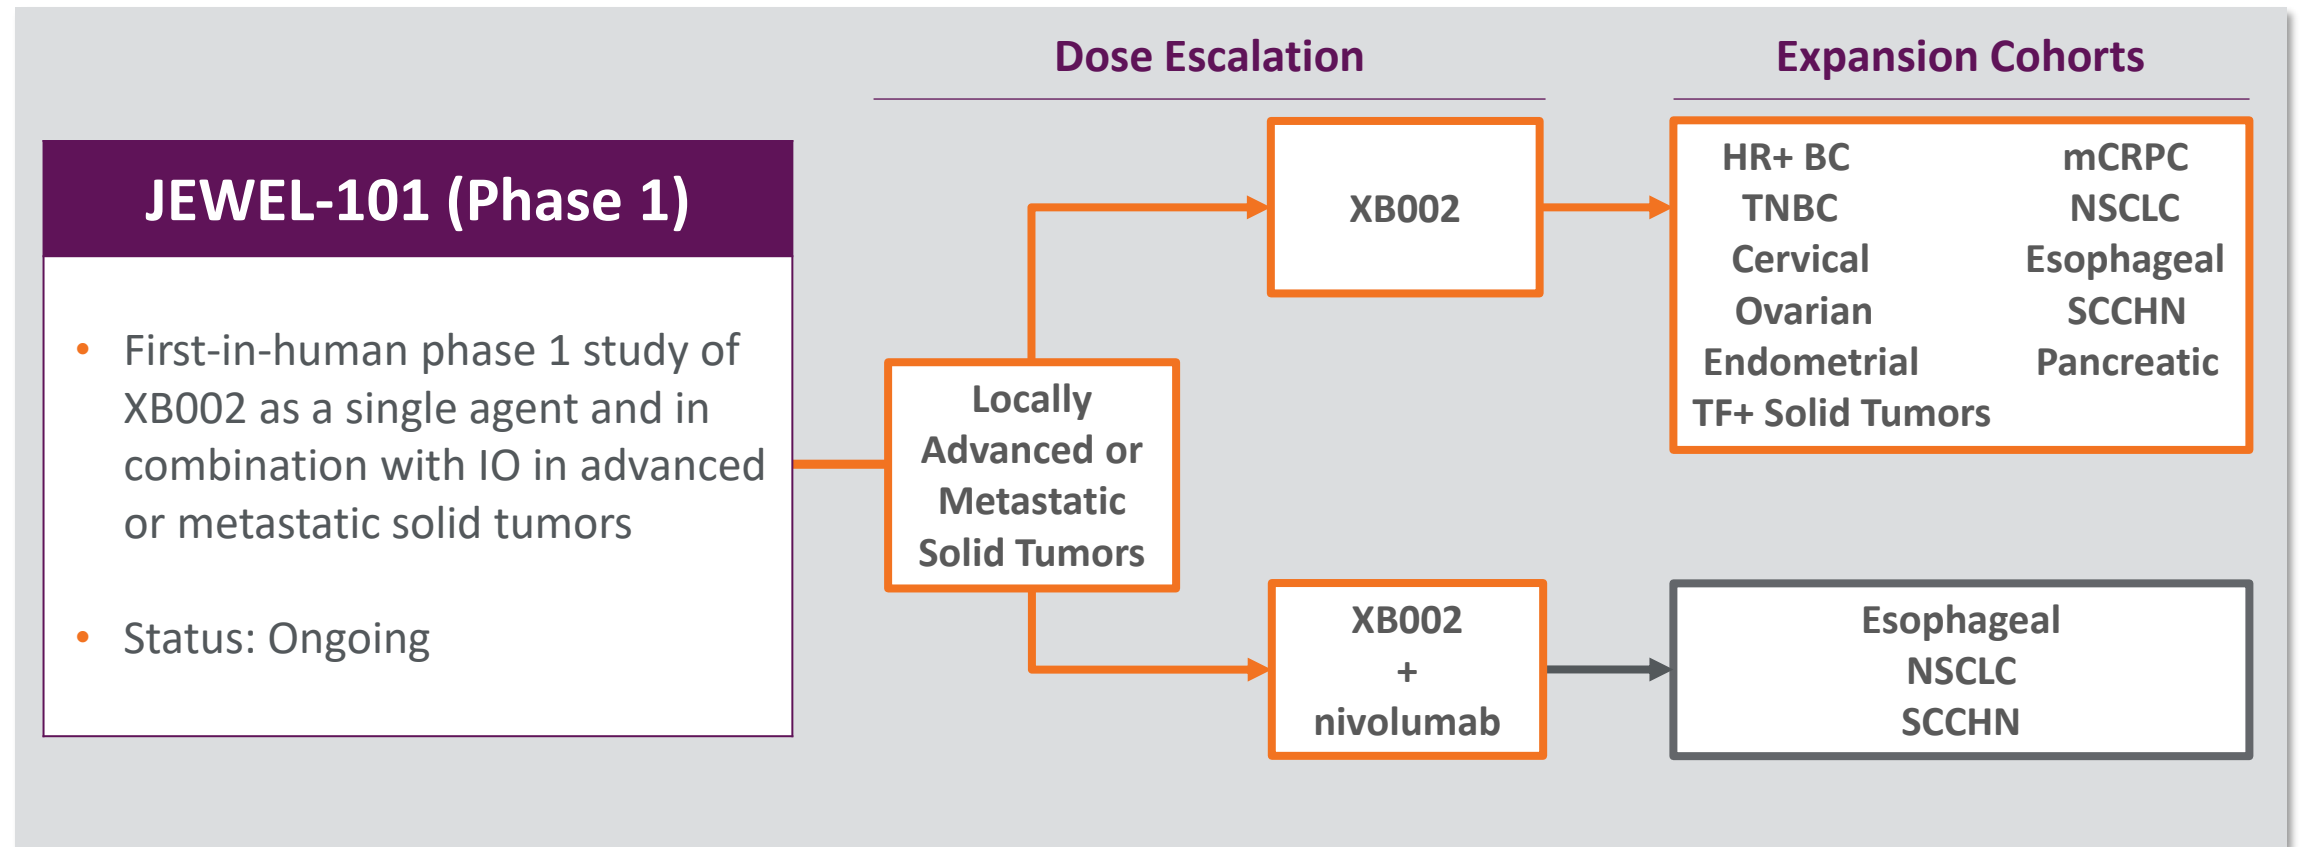 Dose Escalation
Expansion Cohorts
JEWEL-101 (Phase 1)
• First-in-human phase 1 study of
XB002 as a single agent and in
combination with IO in advanced
or metastatic solid tumors
• Status: Ongoing
Locally
Advanced or
Metastatic
Solid Tumors
XB002
HR+ BC
TNBC
Cervical
Ovarian
Endometrial
TF+ Solid Tumors
mCRPC
NSCLC
Esophageal
SCCHN
Pancreatic
XB002
+
nivolumab
Esophageal
NSCLC
SCCHN